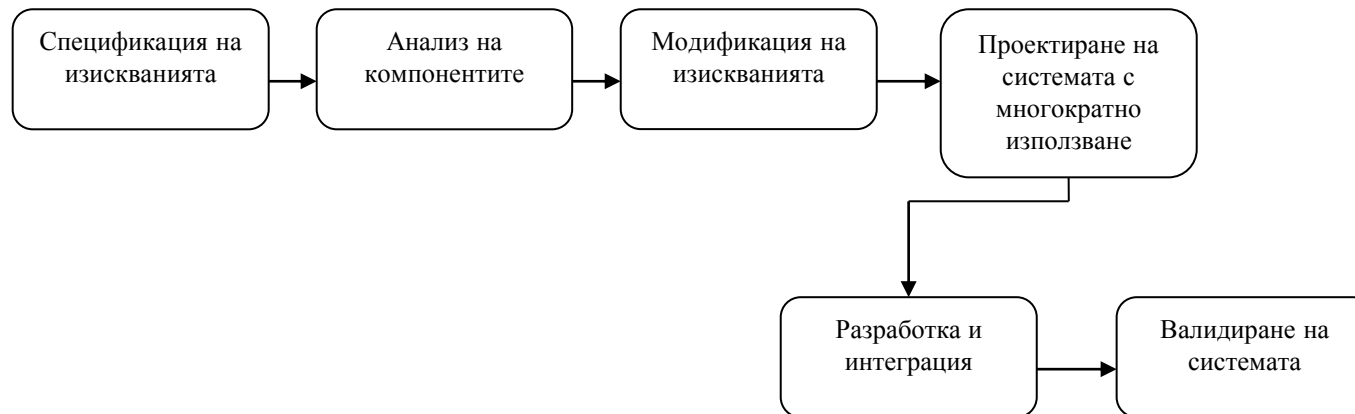 Спецификация на
изискванията
Анализ на
компонентите
Модификация на
изискванията
Проектиране на
системата с
многократно
използване
Разработка и
интеграция
Валидиране на
системата